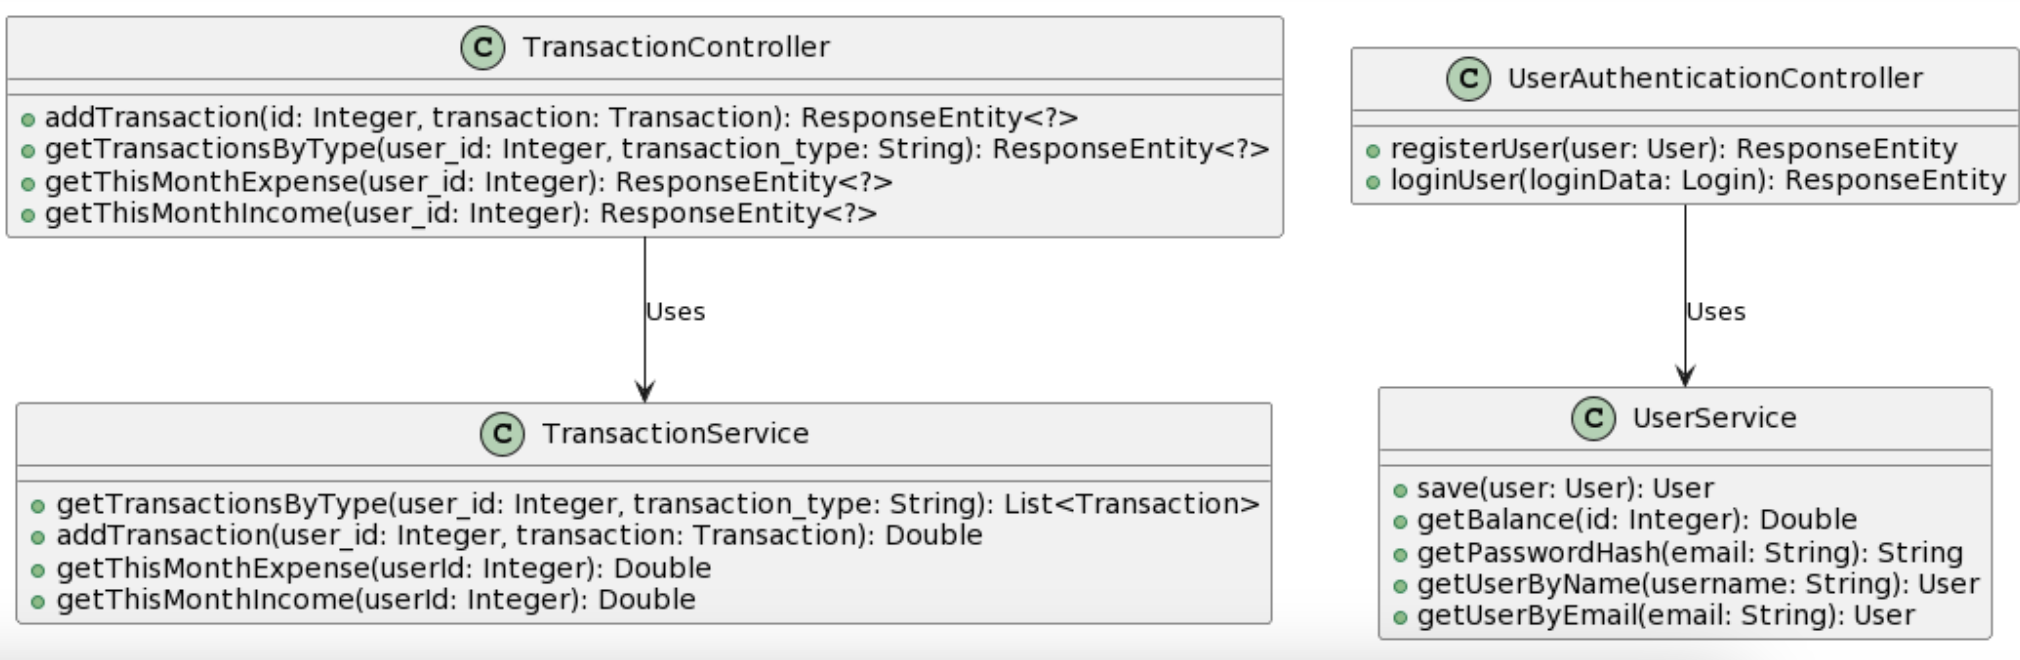 C TransactionController
addTransaction(id: Integer, transaction: Transaction): ResponseEntity<?>
getTransactionsByType(user_id: Integer, transaction_type: String): ResponseEntity<?>
getThisMonthExpense(user_id: Integer): ResponseEntity<?>
getThisMonthIncome(user_id: Integer): ResponseEntity<?>
C UserAuthenticationController
registerUser(user: User): ResponseEntity
loginUser(loginData: Login): ResponseEntity
Uses
Uses
C TransactionService
getTransactionsByType(user_id: Integer, transaction_type: String): List<Transaction>
addTransaction(user_id: Integer, transaction: Transaction): Double
getThisMonthExpense(userId: Integer): Double
getThisMonthIncome(userId: Integer): Double
C UserService
save(user: User): User
getBalance(id: Integer): Double
getPasswordHash(email: String): String
getUserByName(username: String): User
getUserByEmail(email: String): User